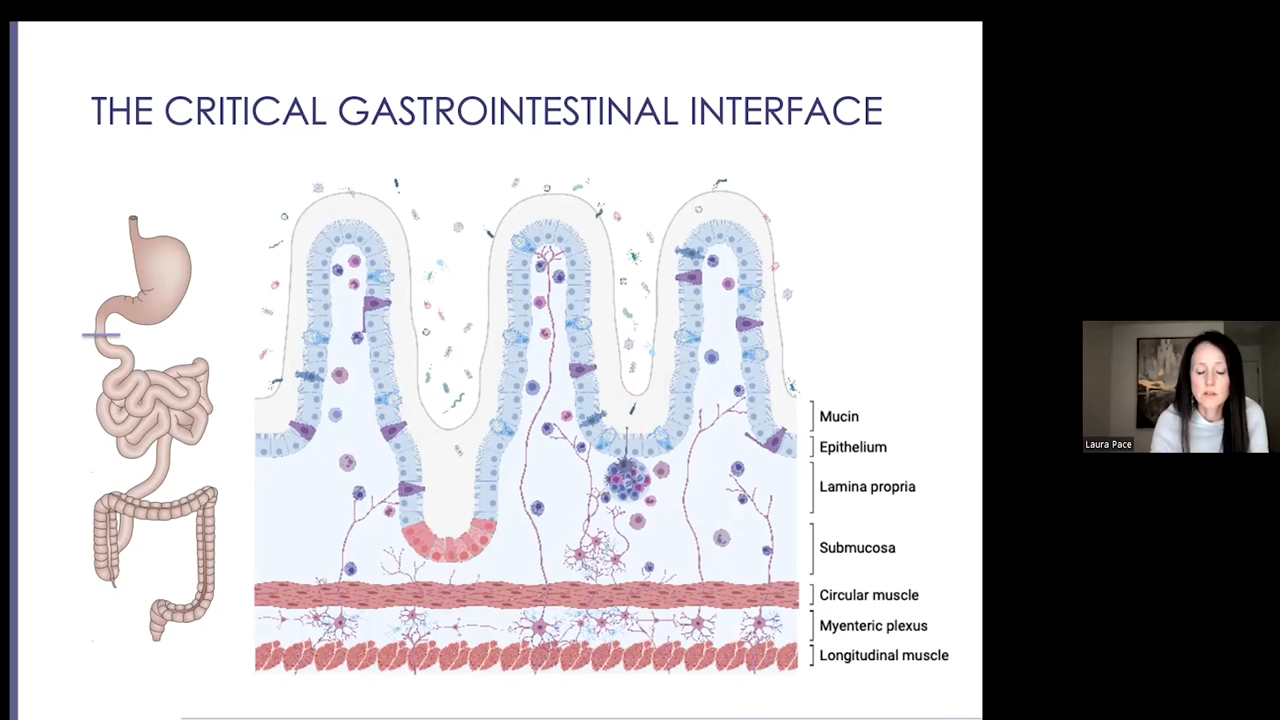 THE CRITICAL GASTROINTESTINAL INTERFACE
Mucin
Epithelium
Lamina propria
Submucosa
Circular muscle
Myenteric plexus
Longitudinal muscle
Laura Pace